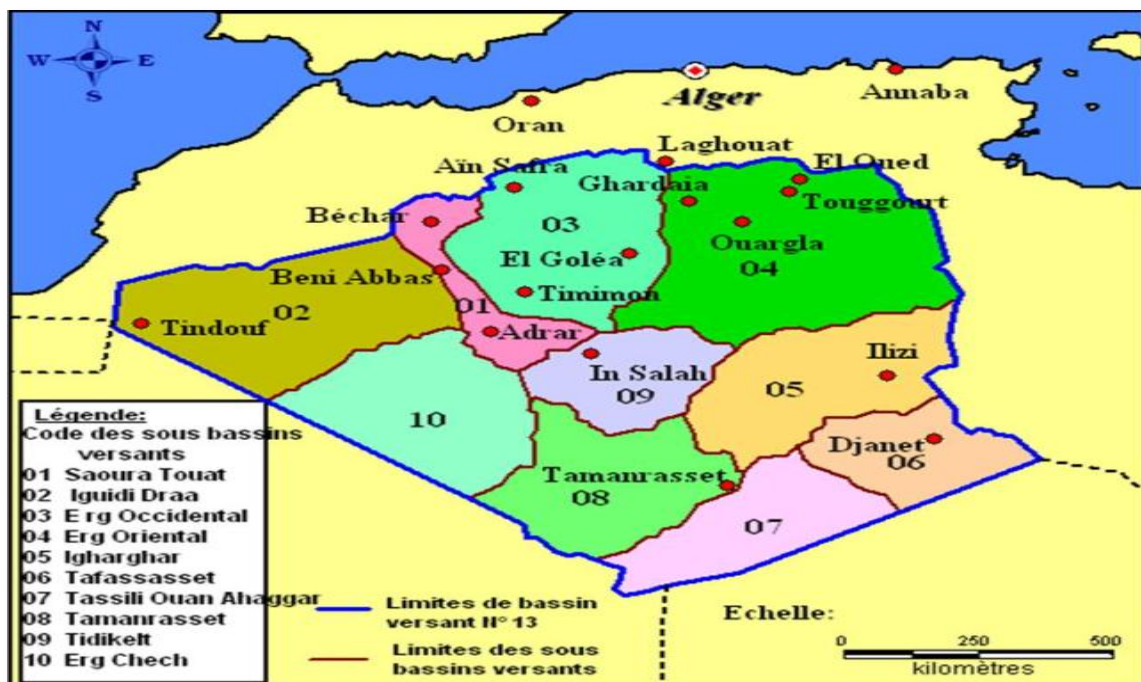 N
W E
S
Alger
Annaba
Oran
Laghouat
Aïn Safra
El Oued
Ghardaia
Touggourt
Béchar
03
Ouargla
El Goléa
04
Beni Abbas
Timimon
01
02
Tindouf
Adrar
Ilizi
In Salah
05
09
10
Djanet
06
Tamanrasset
08
07
Légende:
Code des sous bassins
versants
01 Saoura Touat
02 Iguidi Draa
03 Erg Occidental
04 Erg Oriental
05 Igharghar
06 Tafassasset
07 Tassili Ouan Ahaggar
08 Tamanrasset
09 Tidikelt
10 Erg Chech
Limites de bassin
versant N° 13
Limites des sous
bassins versants
Echelle:
0 250 500
kilomètres